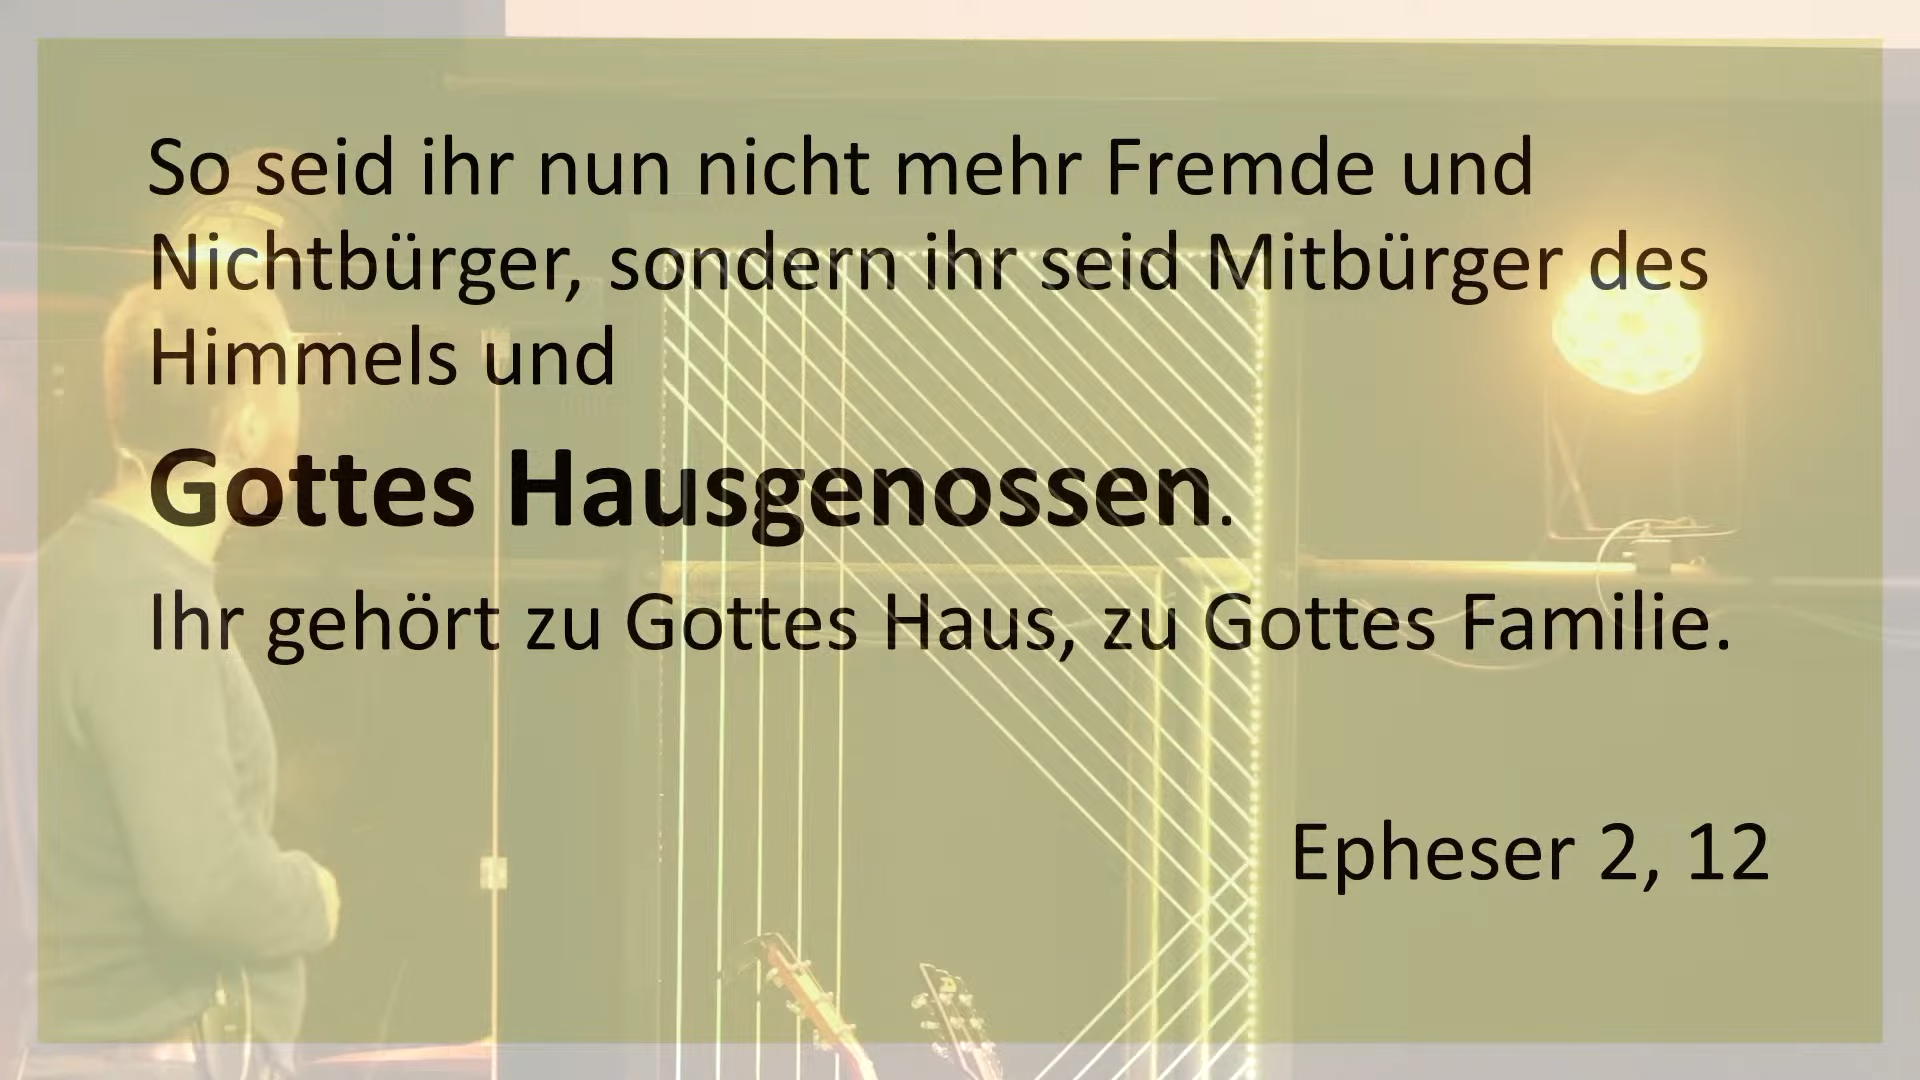 So seid ihr nun nicht mehr Fremde und
Nichtbürger, sondern ihr seid Mitbürger des
Himmels und
Gottes Hausgenossen.
Ihr gehört zu Gottes Haus, zu Gottes Familie.
Epheser 2, 12